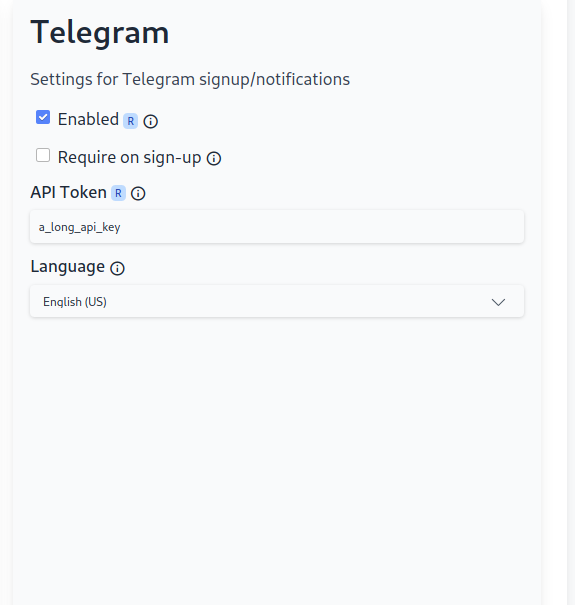 Telegram
Settings for Telegram signup/notifications
Enabled R
Require on sign-up
API Token R
a_long_api_key
Language
English (US)